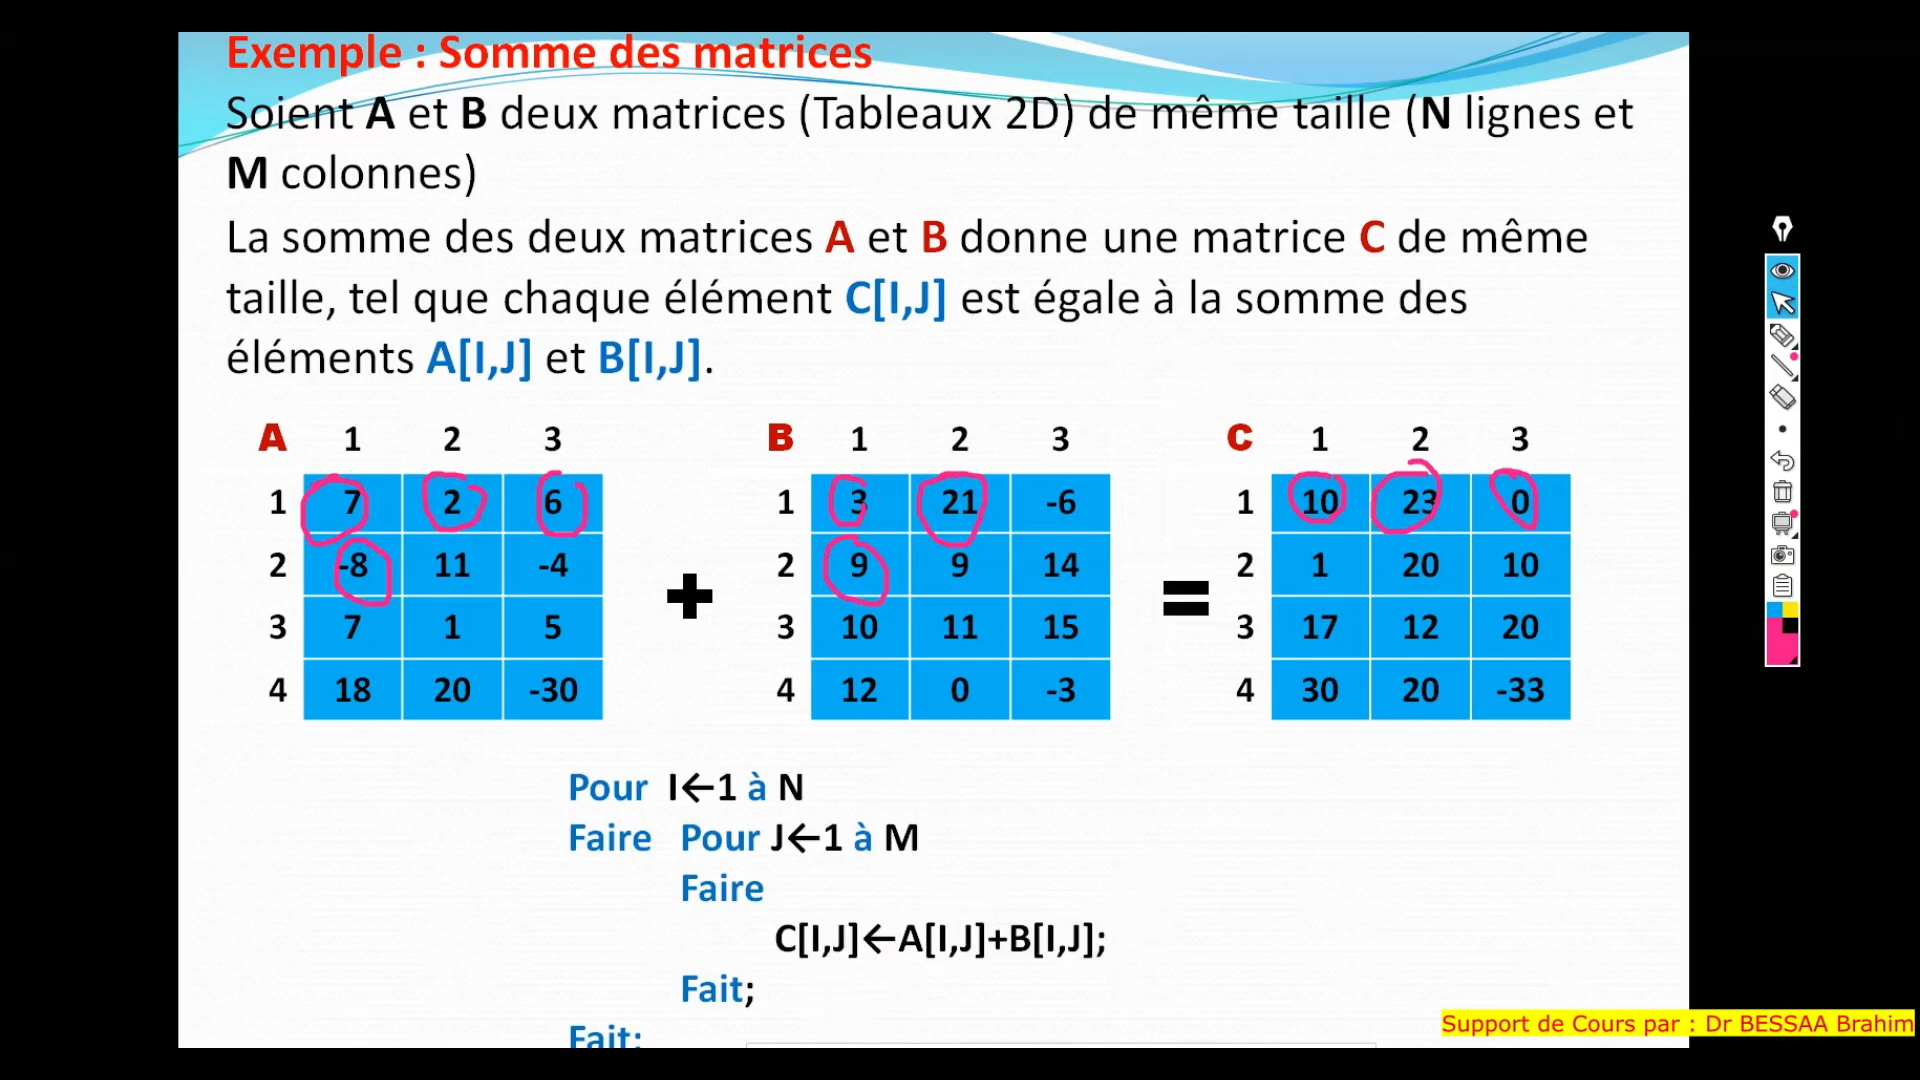 Exemple : Somme des matrices
Soient A et B deux matrices (Tableaux 2D) de même taille (N lignes et
M colonnes)
La somme des deux matrices A et B donne une matrice C de même
taille, tel que chaque élément C[I,J] est égale à la somme des
éléments A[I,J] et B[I,J].
A 1 2 3
1 7 2 6
2 -8 11 -4
3 7 1 5
4 18 20 -30
+
B 1 2 3
1 3 21 -6
2 9 9 14
3 10 11 15
4 12 0 -3
=
C 1 2 3
1 10 23 0
2 1 20 10
3 17 12 20
4 30 20 -33
Pour I←1 à N
Faire Pour J←1 à M
Faire
C[I,J]←A[I,J]+B[I,J];
Fait;
Fait;
Support de Cours par : Dr BESSAA Brahim